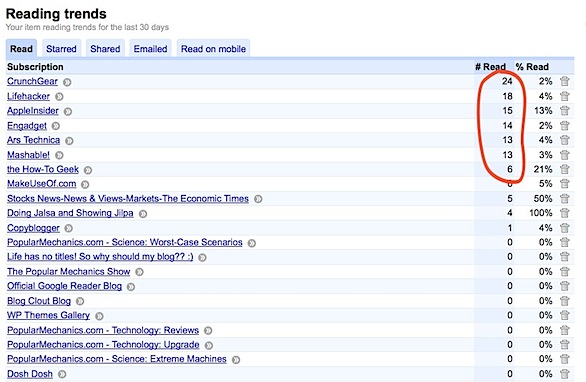 Reading trends
Your item reading trends for the last 30 days
Read Starred Shared Emailed Read on mobile
Subscription # Read % Read
CrunchGear 24 2%
Lifehacker 18 4%
AppleInsider 15 13%
Engadget 14 2%
Ars Technica 13 4%
Mashable! 13 3%
the How-To Geek 6 21%
MakeUseOf.com 6 5%
Stocks News-News & Views-Markets-The Economic Times 5 50%
Doing Jalsa and Showing Jilpa 4 100%
Copyblogger 1 4%
PopularMechanics.com - Science: Worst-Case Scenarios 0 0%
Life has no titles! So why should my blog?? :) 0 0%
The Popular Mechanics Show 0 0%
Official Google Reader Blog 0 0%
Blog Clout Blog 0 0%
WP Themes Gallery 0 0%
PopularMechanics.com - Technology: Reviews 0 0%
PopularMechanics.com - Technology: Upgrade 0 0%
PopularMechanics.com - Science: Extreme Machines 0 0%
Dosh Dosh 0 0%